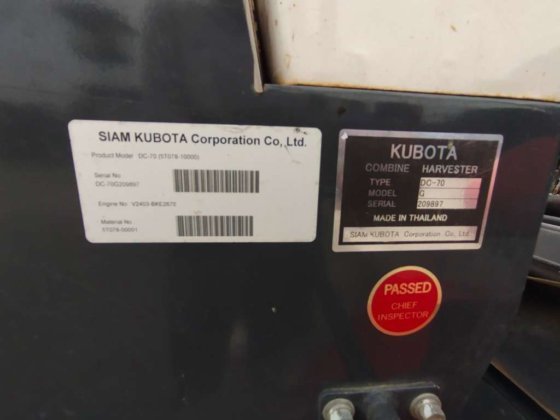 SIAM KUBOTA Corporation Co,.Ltd.
Product Model DC-70 (5T078-10000)
Serial No
DC-70G209897
Engine No V2403-BKE2672
Material No
5T078-00001
KUBOTA
COMBINE HARVESTER
TYPE DC-70
MODEL G
SERIAL 209897
MADE IN THAILAND
SIAM KUBOTA Corporation Co., Ltd.
PASSED
CHIEF
INSPECTOR